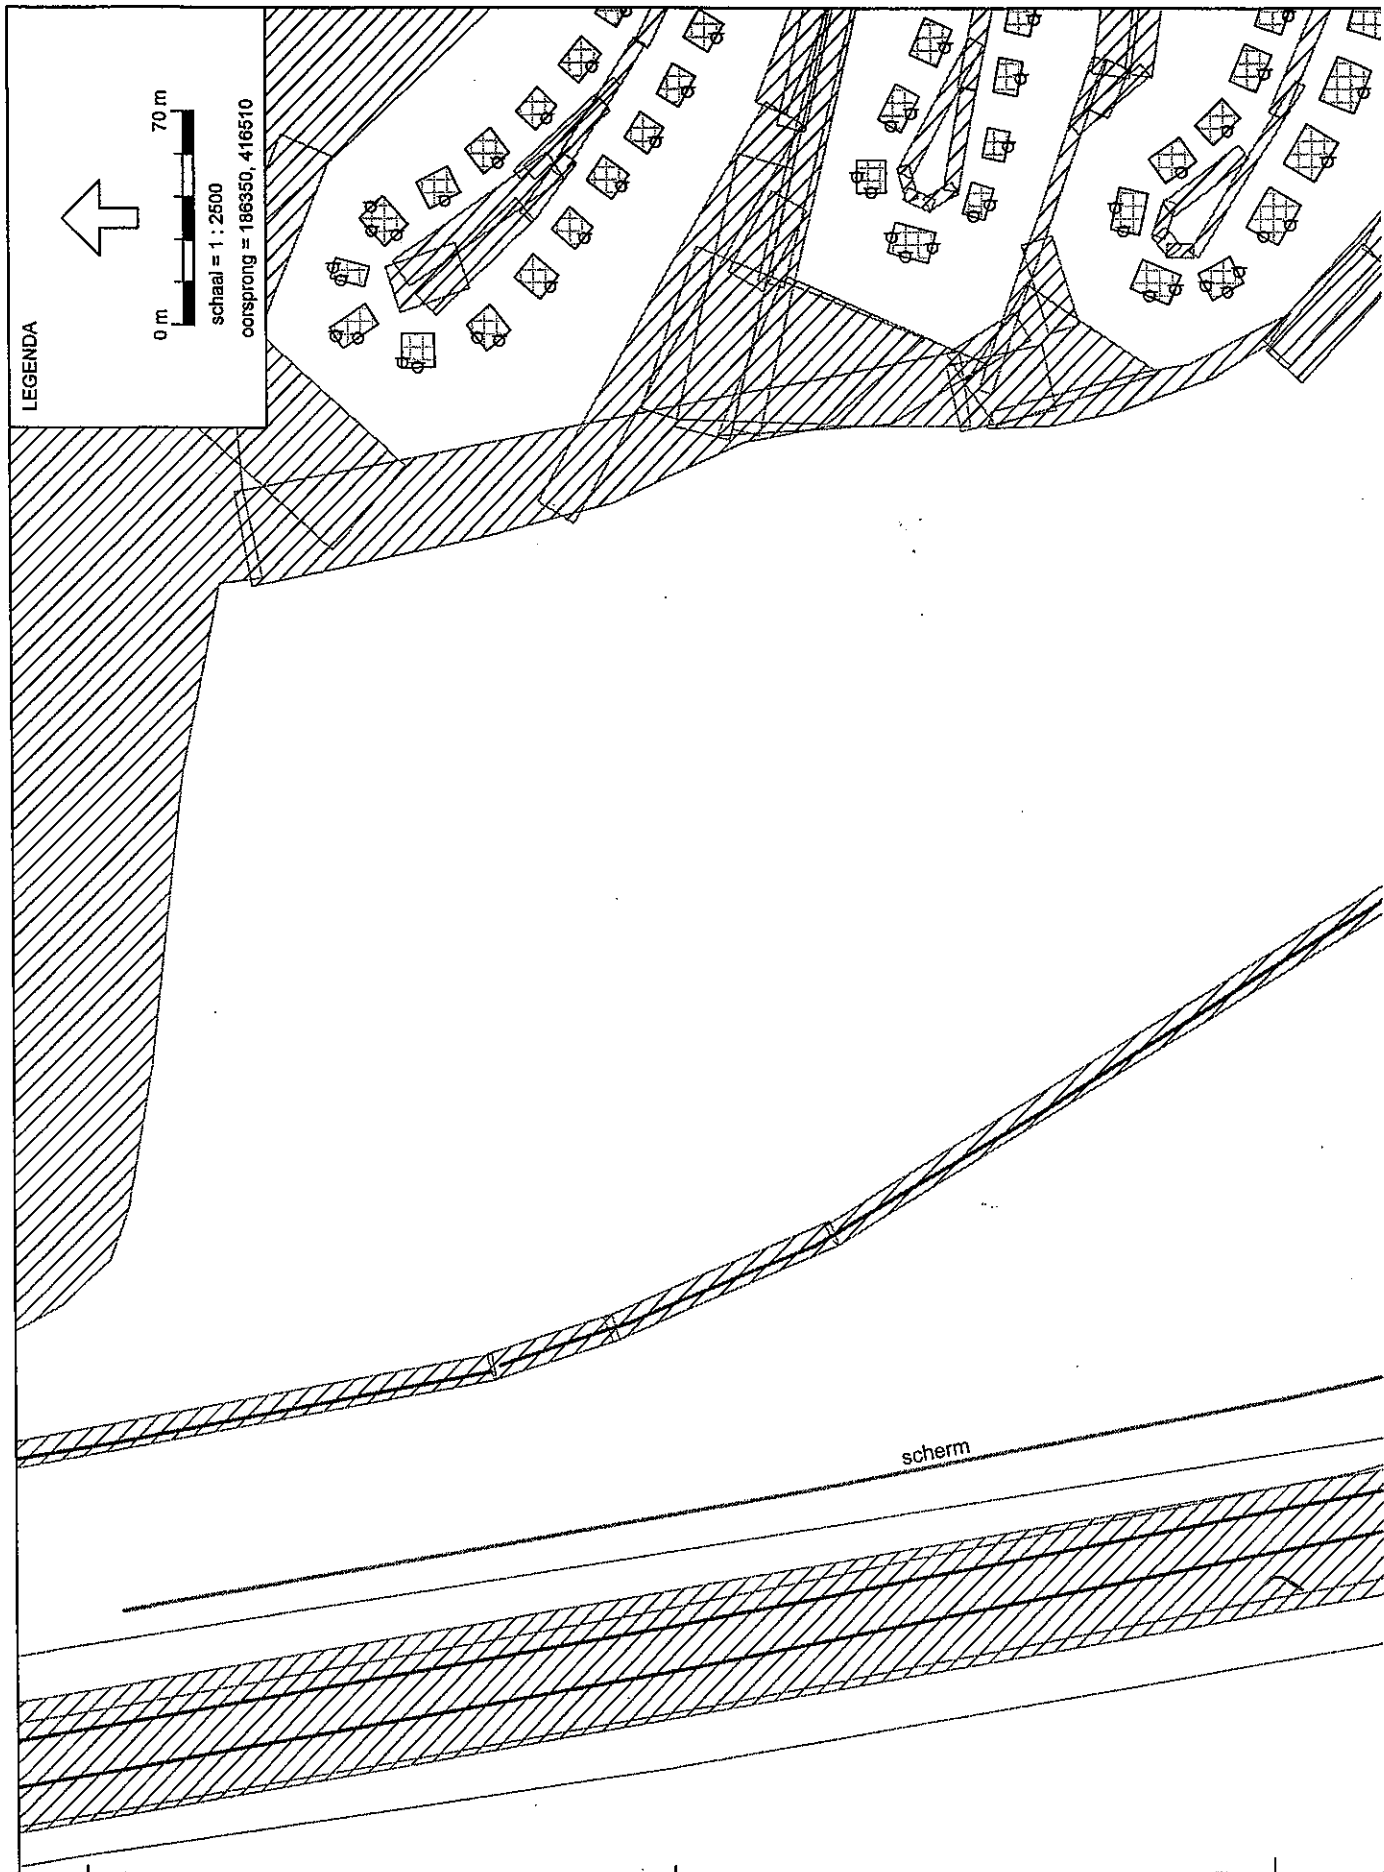 LEGENDA
0 m 70 m
schaal = 1 : 2500
oorsprong = 186350, 416510
scherm